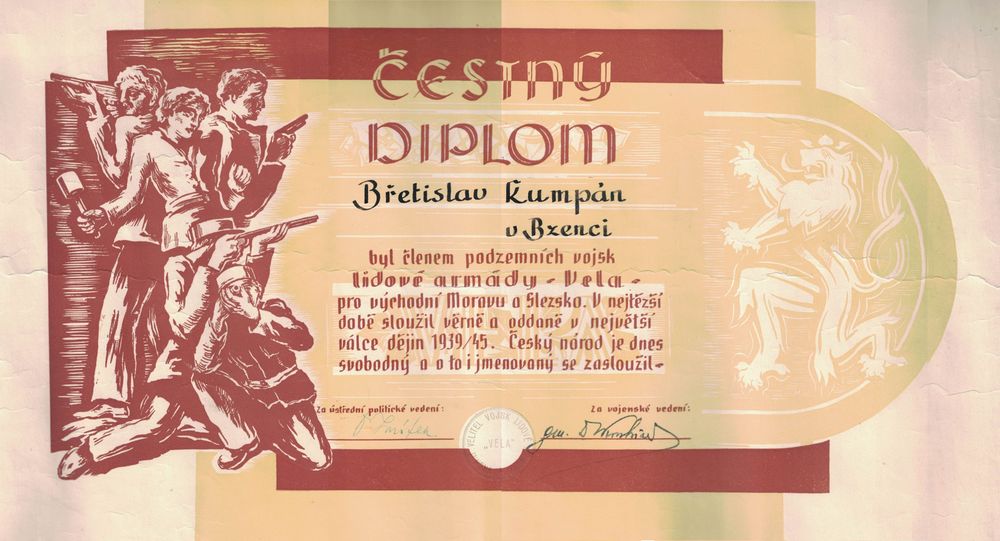 ČESTNÝ
DIPLOM
Břetislav Kumpán
v Bzenci
byl členem podzemních vojsk
lidové armády - Vela -
pro východní Moravu a Slezsko. V nejtěžší
době sloužil věrně a oddaně v největší
válce dějin 1939/45. Český národ je dnes
svobodný a o to i jmenovaný se zasloužil-
Za ústřední politické vedení:
Za vojenské vedení:
VELITEL VOJSK LIDOVÉ
„VELA"
gen.
VELA